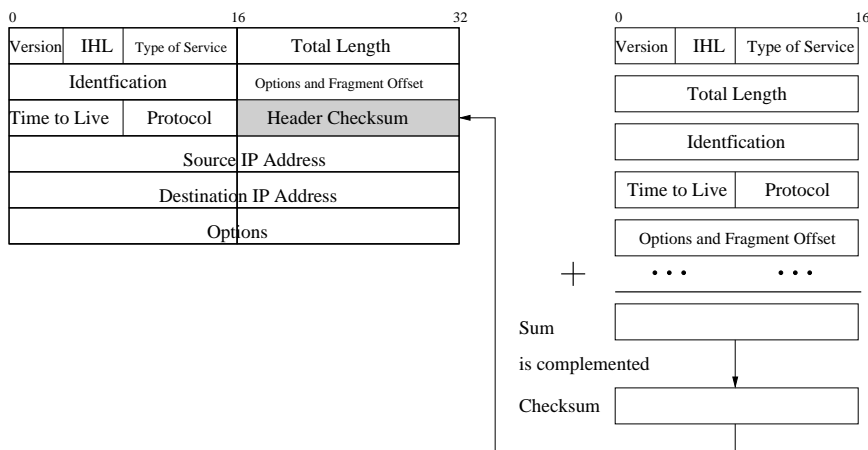 0 16 32
Version IHL Type of Service Total Length
Identfication Options and Fragment Offset
Time to Live Protocol Header Checksum
Source IP Address
Destination IP Address
Options
0 16
Version IHL Type of Service
Total Length
Identfication
Time to Live Protocol
Options and Fragment Offset
+ • • • • • •
Sum
is complemented
Checksum